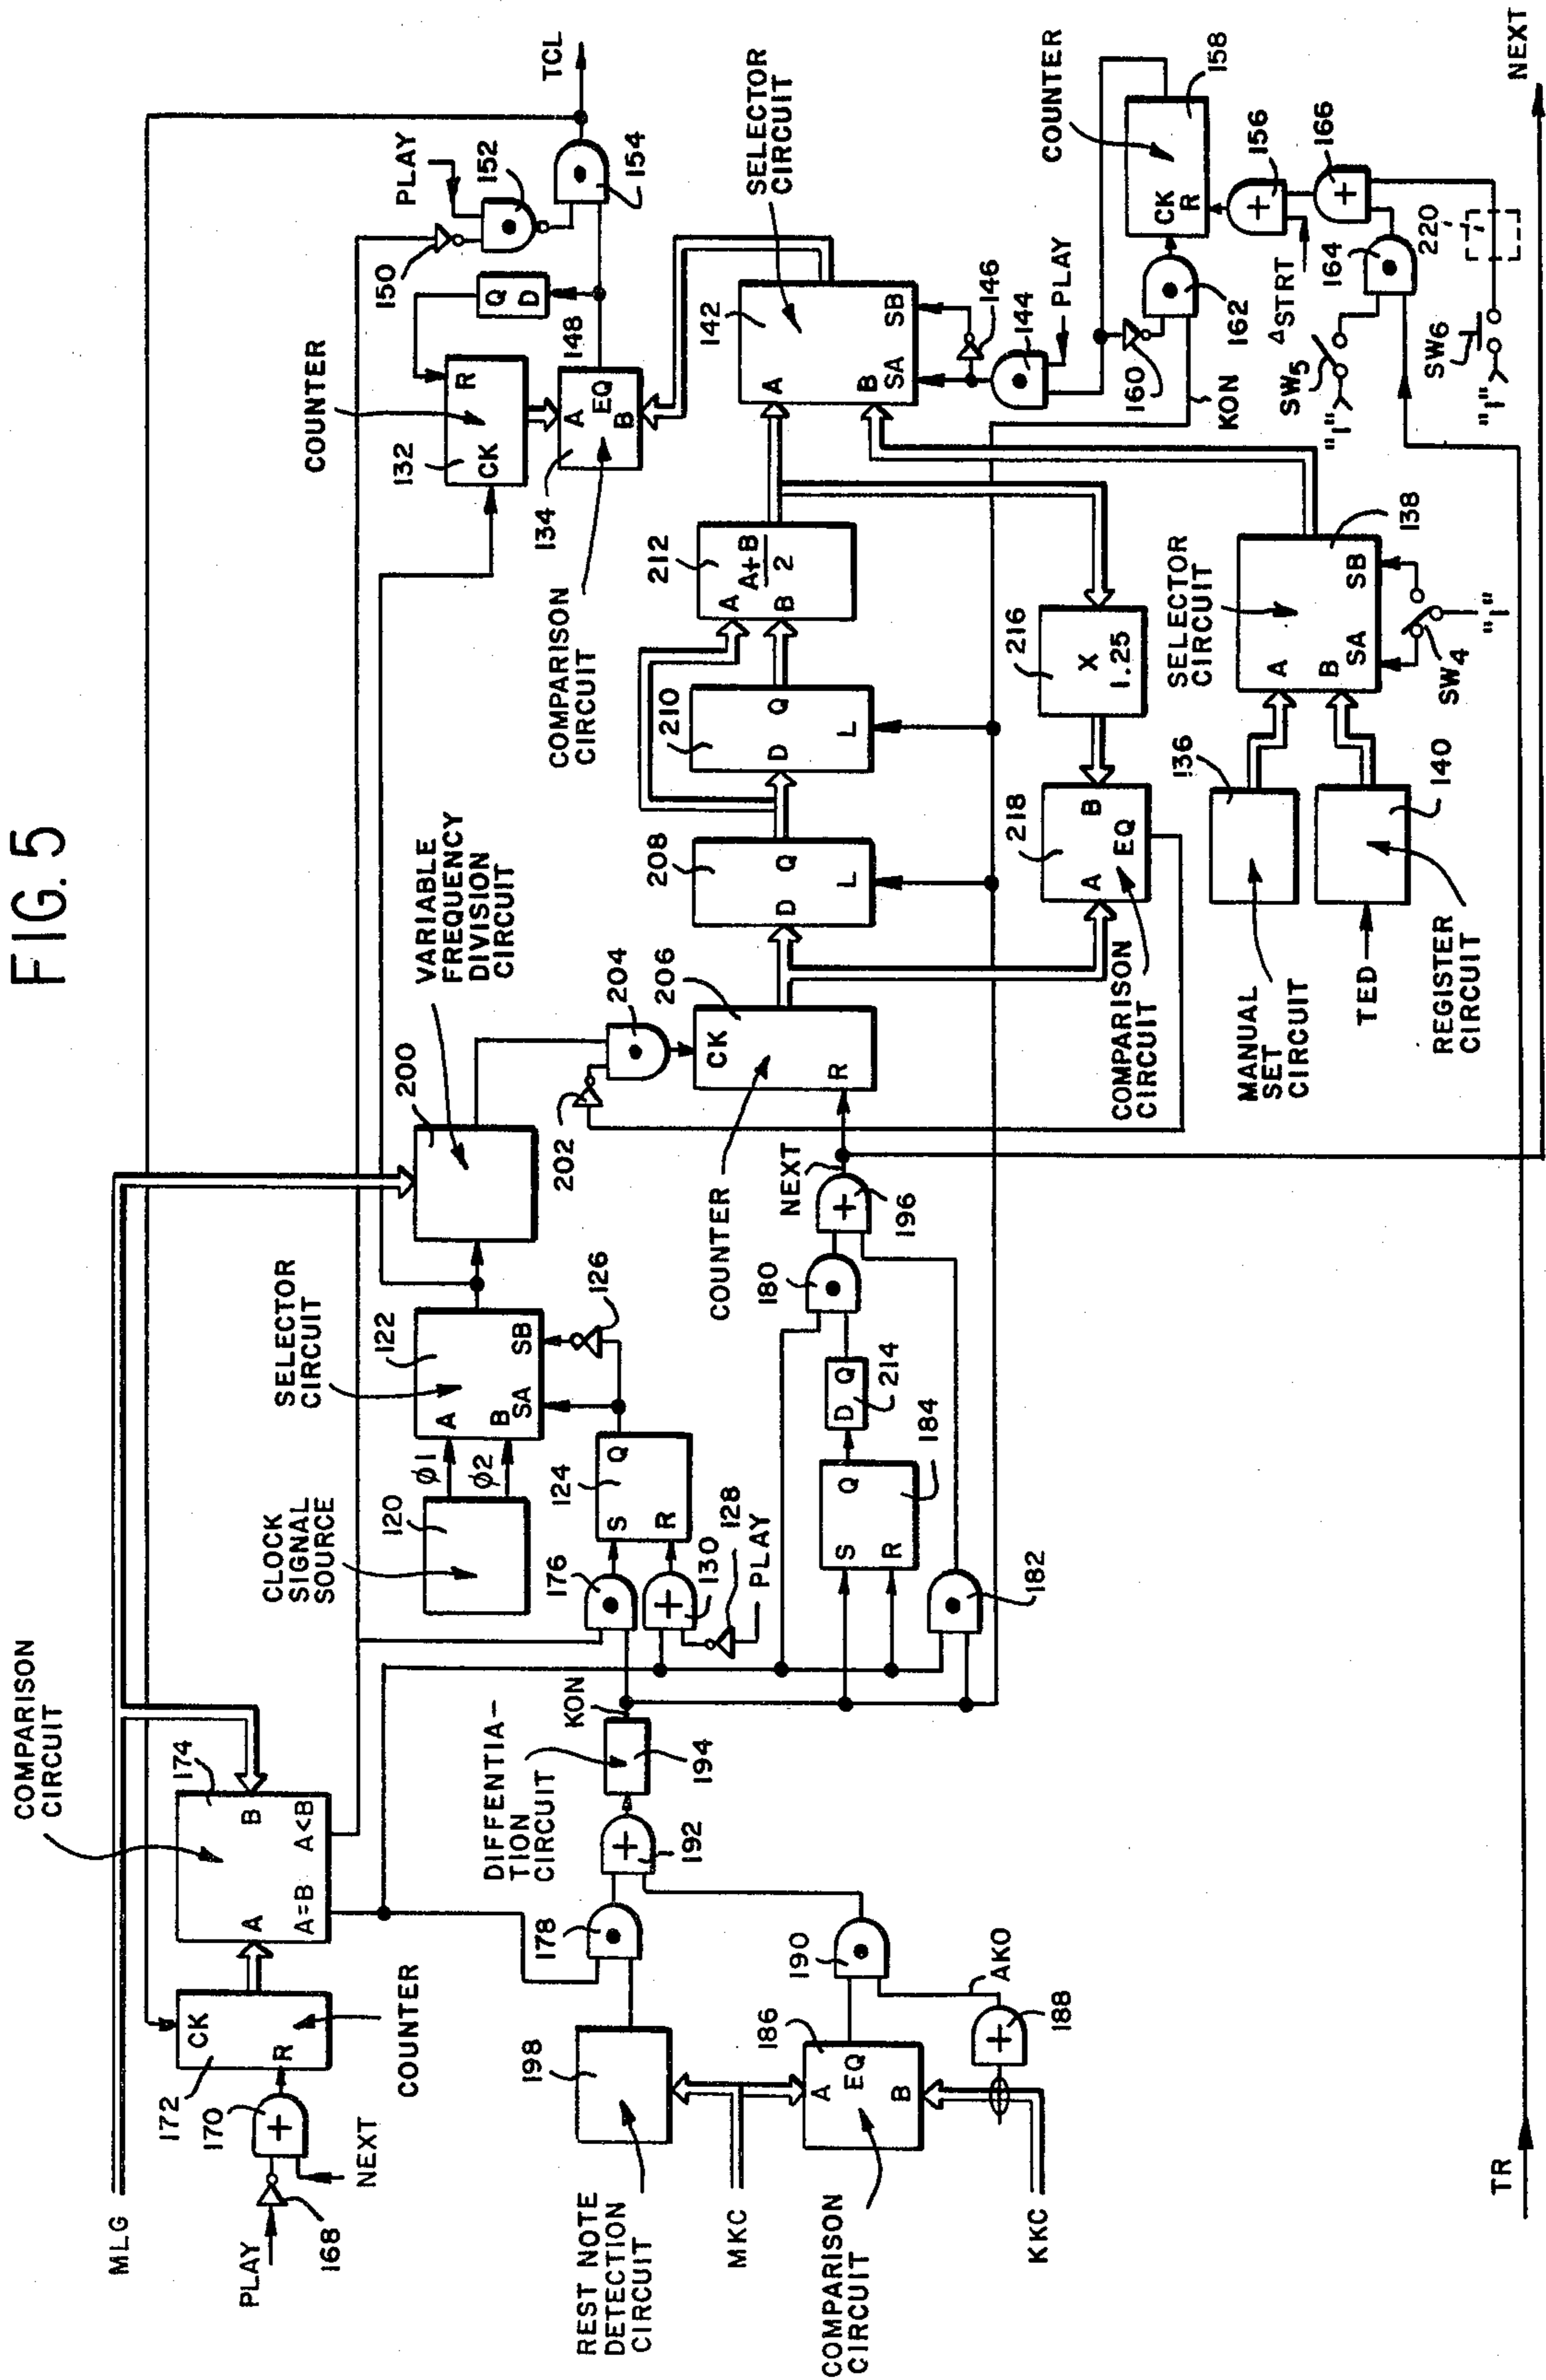 FIG. 5
COMPARISON
CIRCUIT
MLG
174
A
B
A=B
A<B
172
CK
R
COUNTER
170
+
168
PLAY
NEXT
CLOCK
SIGNAL
SOURCE
120
ø1
ø2
SELECTOR
CIRCUIT
122
A
B
SA
SB
126
124
S
R
Q
176
130
+
128
PLAY
VARIABLE
FREQUENCY
DIVISION
CIRCUIT
200
202
204
COUNTER
132
CK
R
134
A
EQ
B
COMPARISON
CIRCUIT
148
Q
D
150
PLAY
152
154
TCL
REST NOTE
DETECTION
CIRCUIT
198
178
+
192
DIFFERENTIA-
TION
CIRCUIT
194
KON
MKC
186
A
EQ
B
COMPARISON
CIRCUIT
KKC
+
188
AKO
190
S
R
Q
184
D
Q
214
180
182
+
196
NEXT
COUNTER
206
CK
R
208
D
Q
L
210
D
Q
L
212
A
B
A+B
2
216
X
1.25
218
A
B
EQ
COMPARISON
CIRCUIT
142
A
B
SA
SB
SELECTOR
CIRCUIT
144
146
PLAY
MANUAL
SET
CIRCUIT
136
TED
140
REGISTER
CIRCUIT
SELECTOR
CIRCUIT
138
A
B
SA
SB
SW4
"1"
COUNTER
158
CK
R
160
162
KON
156
+
ΔSTRT
166
+
164
220
SW5
"1"
SW6
"1"
TR
NEXT